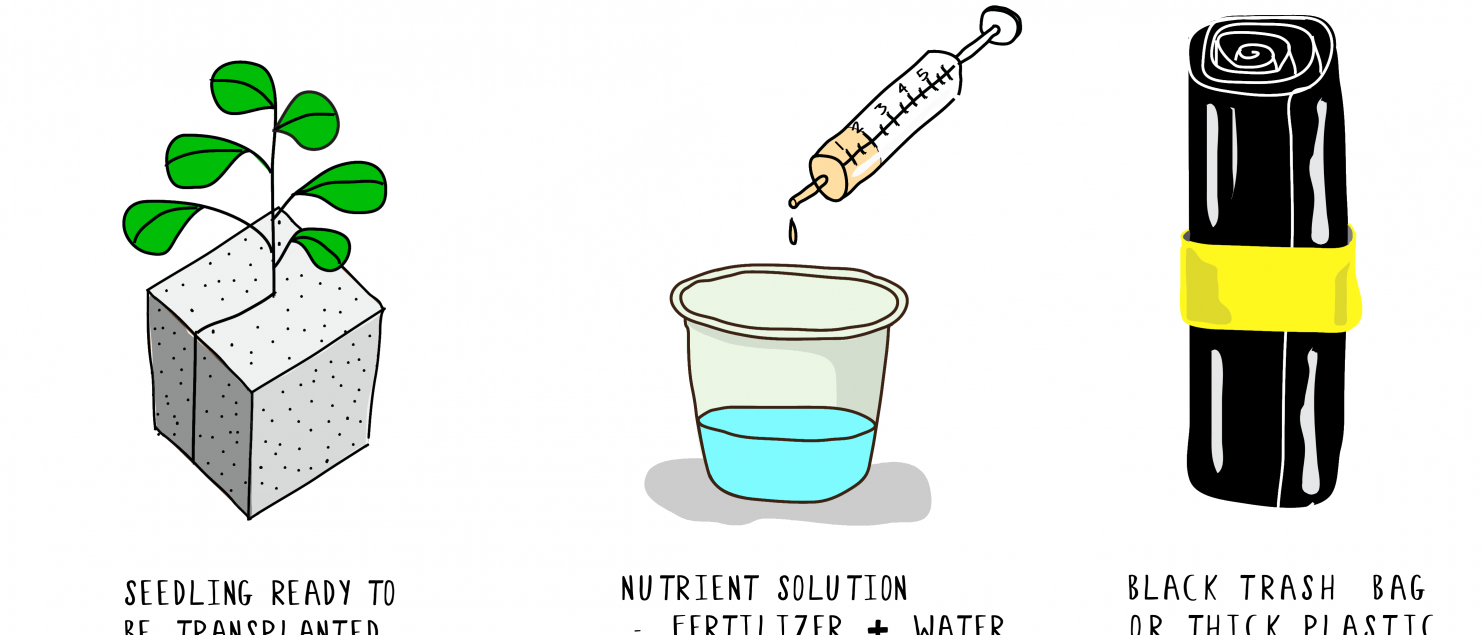 1 2 3 4 5
SEEDLING READY TO
BE TRANSPLANTED
NUTRIENT SOLUTION
- FERTILIZER + WATER
BLACK TRASH BAG
OR THICK PLASTIC